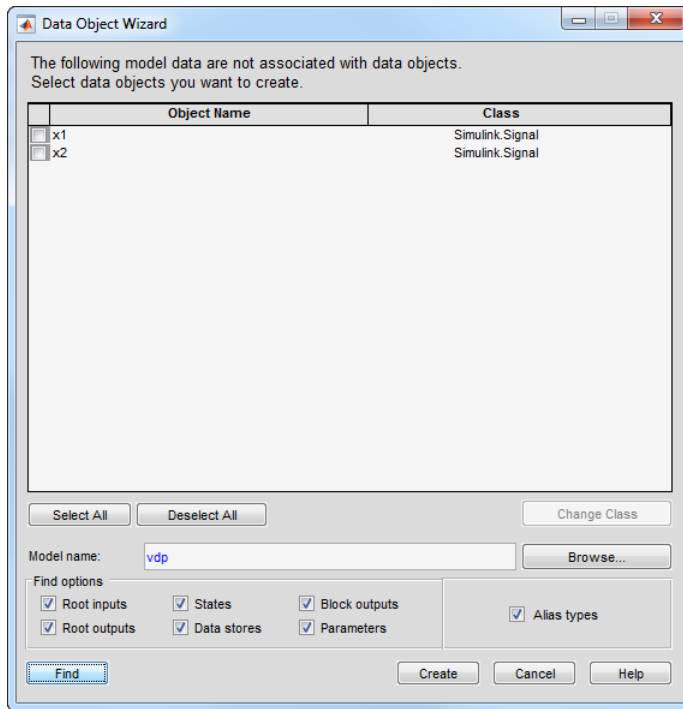 Data Object Wizard
The following model data are not associated with data objects.
Select data objects you want to create.
Object Name Class
x1 Simulink.Signal
x2 Simulink.Signal
Select All Deselect All Change Class
Model name: vdp Browse...
Find options
Root inputs States Block outputs
Alias types
Root outputs Data stores Parameters
Find Create Cancel Help